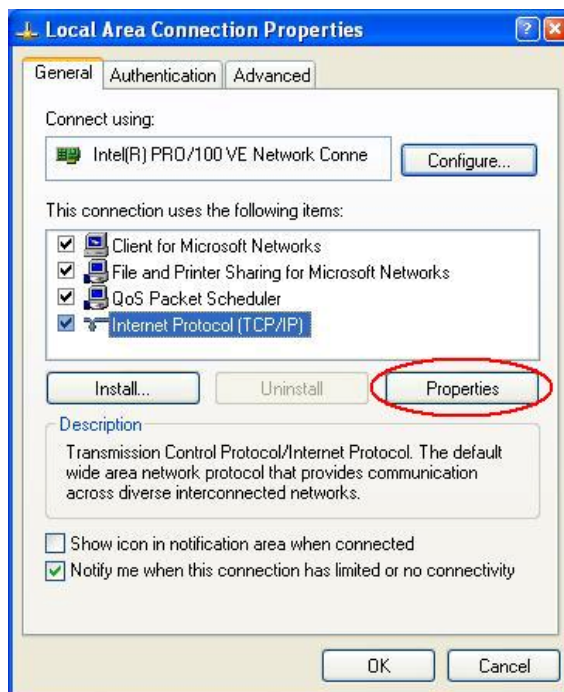 Local Area Connection Properties
General Authentication Advanced
Connect using:
Intel(R) PRO/100 VE Network Conne
Configure...
This connection uses the following items:
Client for Microsoft Networks
File and Printer Sharing for Microsoft Networks
QoS Packet Scheduler
Internet Protocol (TCP/IP)
Install... Uninstall Properties
Description
Transmission Control Protocol/Internet Protocol. The default
wide area network protocol that provides communication
across diverse interconnected networks.
Show icon in notification area when connected
Notify me when this connection has limited or no connectivity
OK Cancel